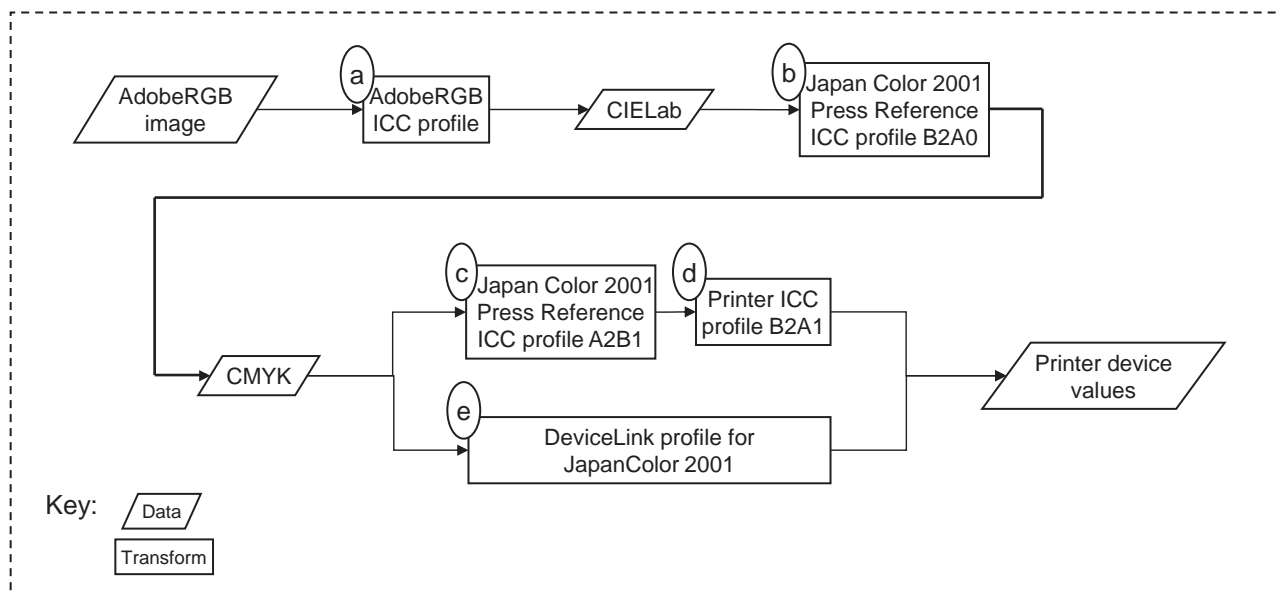 a
AdobeRGB
image
AdobeRGB
ICC profile
CIELab
b
Japan Color 2001
Press Reference
ICC profile B2A0
c
Japan Color 2001
Press Reference
ICC profile A2B1
d
Printer ICC
profile B2A1
CMYK
Printer device
values
e
DeviceLink profile for
JapanColor 2001
Key:
Data
Transform